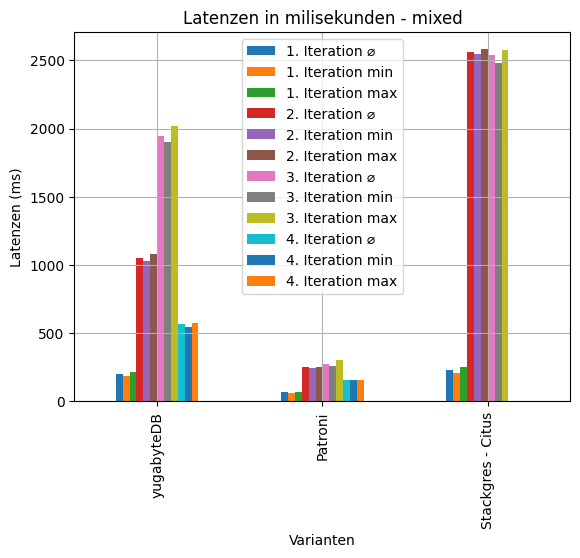 Latenzen in milisekunden - mixed
2500
2000
1500
1000
500
0
Latenzen (ms)
1. Iteration ⌀
1. Iteration min
1. Iteration max
2. Iteration ⌀
2. Iteration min
2. Iteration max
3. Iteration ⌀
3. Iteration min
3. Iteration max
4. Iteration ⌀
4. Iteration min
4. Iteration max
yugabyteDB
Patroni
Stackgres - Citus
Varianten